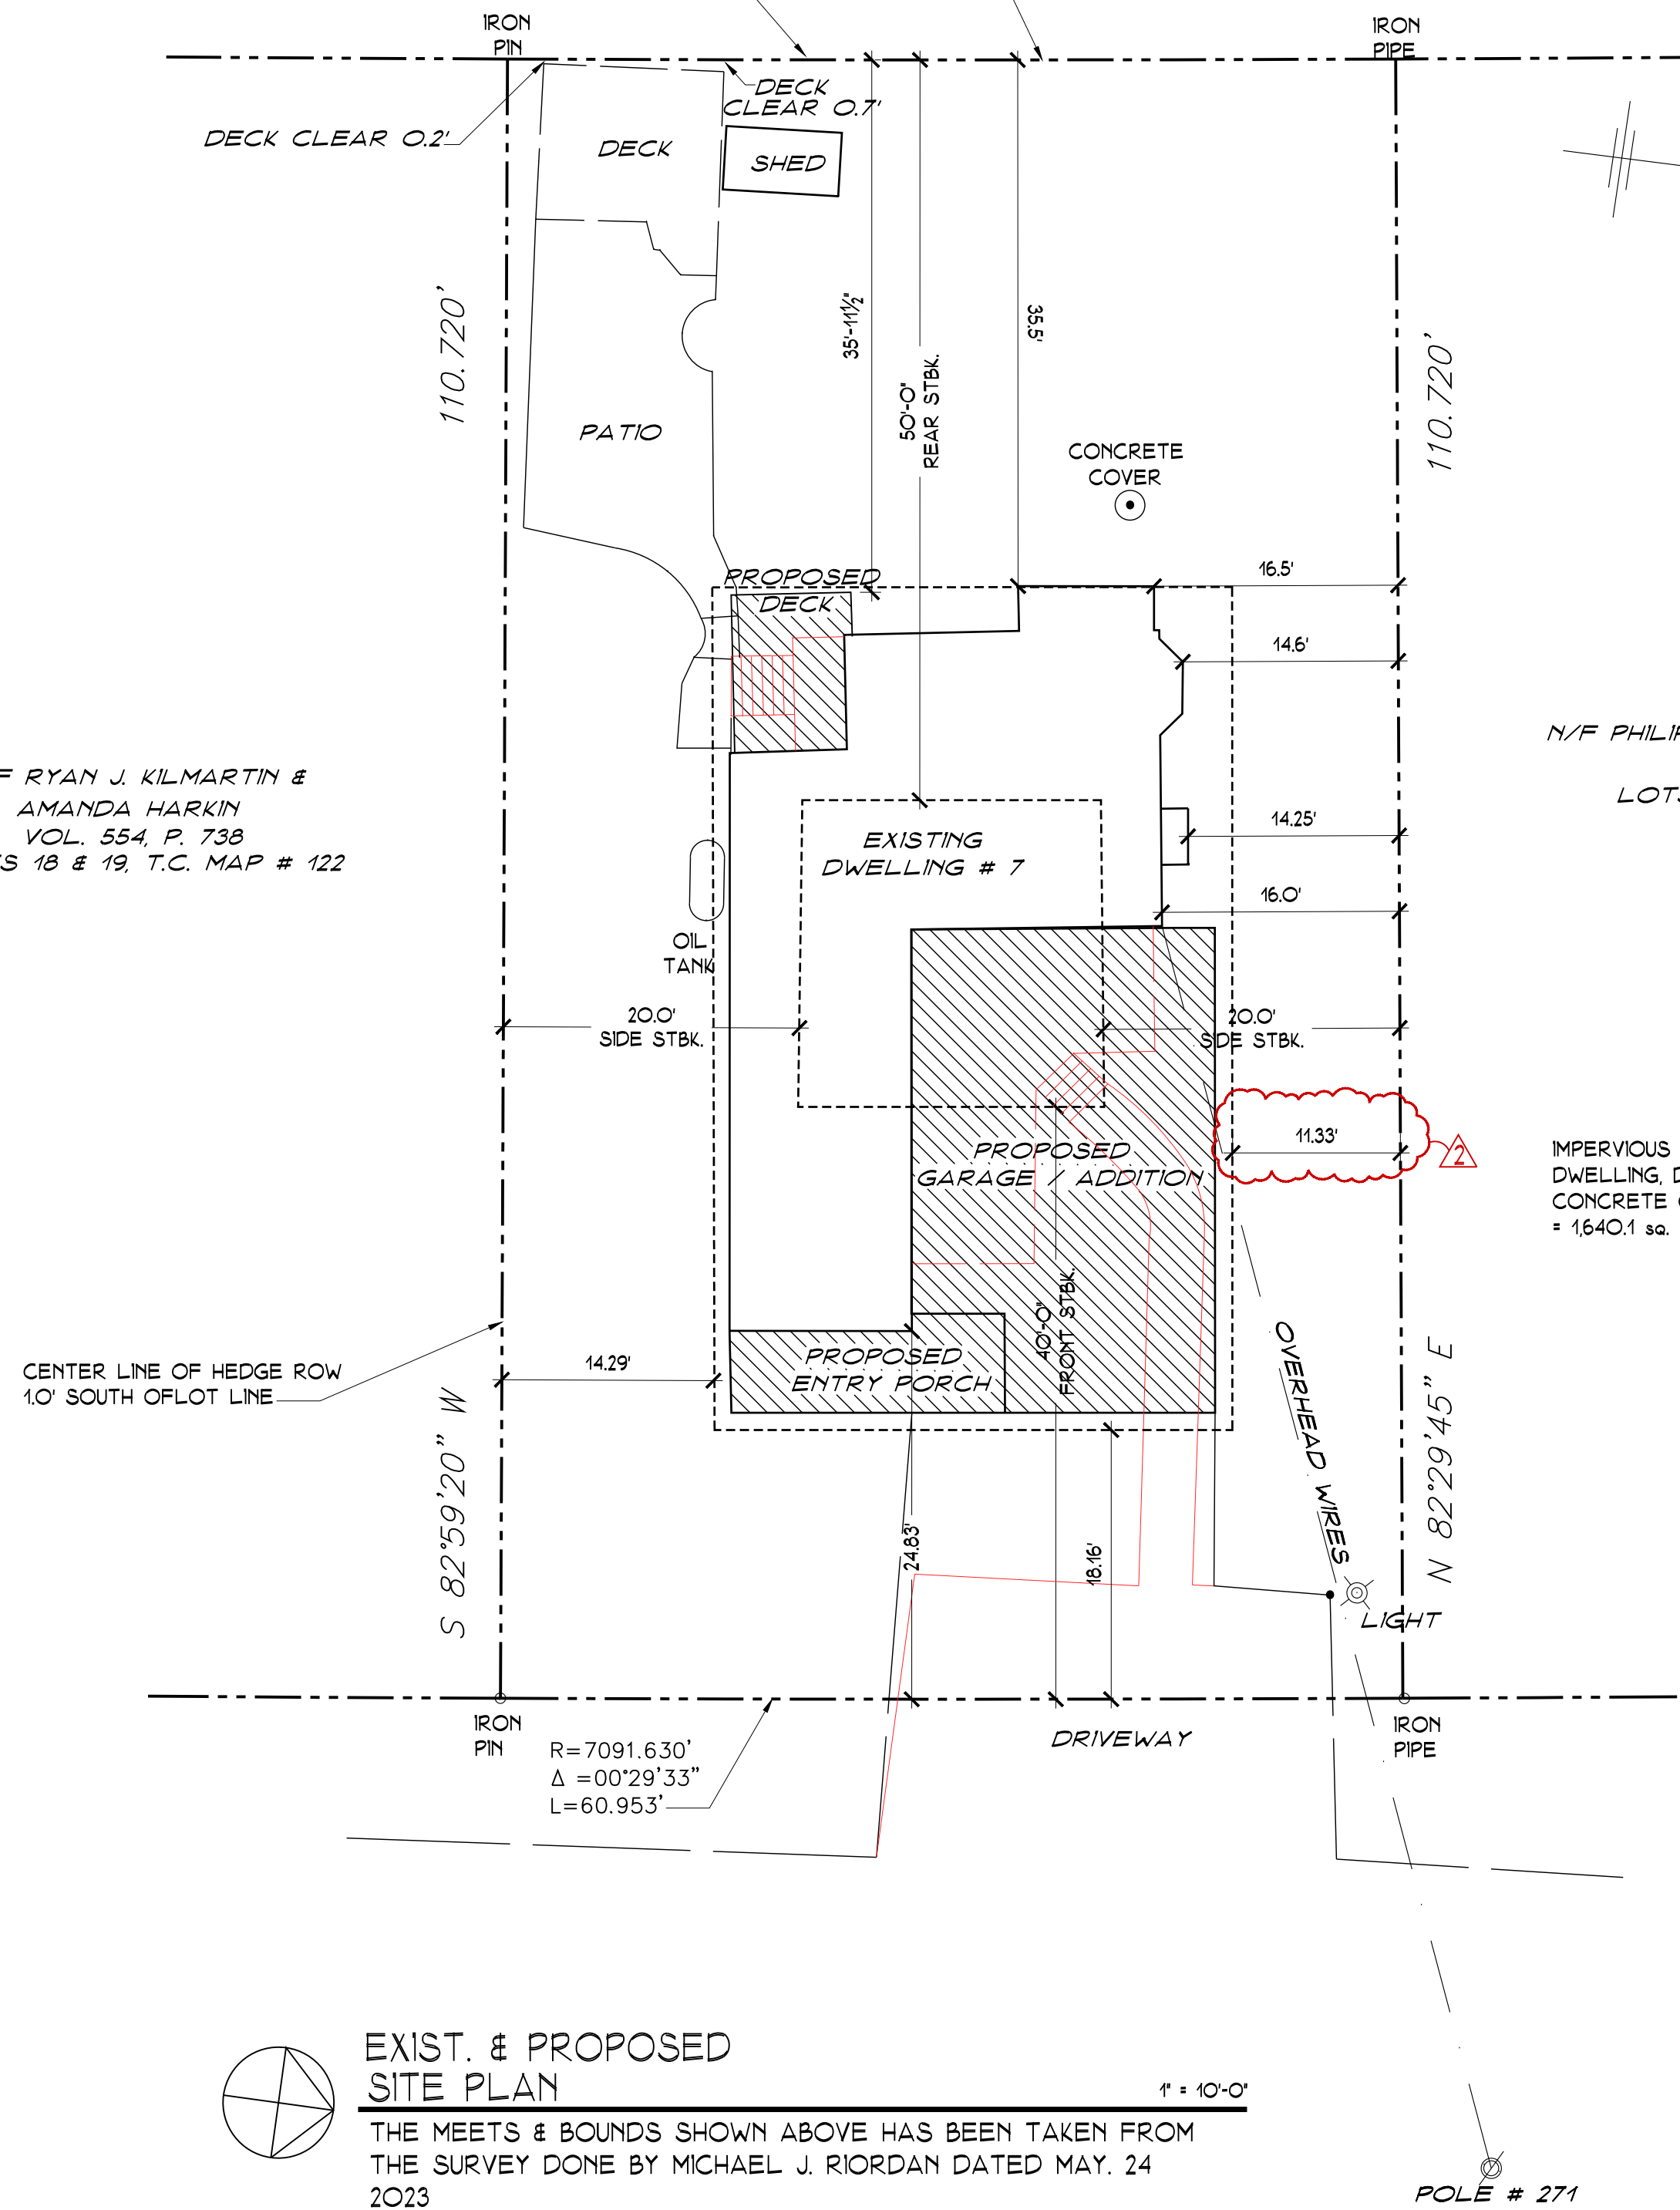 IRON
PIN
IRON
PIPE
DECK
CLEAR 0.7'
DECK CLEAR 0.2'
DECK
SHED
110.720'
35'-11½"
35.5'
110.720'
50'-0"
REAR STBK.
PATIO
CONCRETE
COVER
16.5'
PROPOSED
DECK
14.6'
N/F PHILIP
F RYAN J. KILMARTIN &
AMANDA HARKIN
VOL. 554, P. 738
S 18 & 19, T.C. MAP # 122
LOTS
14.25'
EXISTING
DWELLING # 7
16.0'
OIL
TANK
20.0'
SIDE STBK.
20.0'
SIDE STBK.
11.33'
2
PROPOSED
GARAGE / ADDITION
IMPERVIOUS
DWELLING, D
CONCRETE
= 1,640.1 SQ.
40'-0"
FRONT STBK.
OVERHEAD WIRES
CENTER LINE OF HEDGE ROW
1.0' SOUTH OFLOT LINE
14.29'
PROPOSED
ENTRY PORCH
S 82°59'20" W
N 82°29'45" E
24.83'
18.16'
LIGHT
IRON
PIN
R=7091.630'
Δ =00°29'33"
L=60.953'
DRIVEWAY
IRON
PIPE
EXIST. & PROPOSED
SITE PLAN
1" = 10'-0"
THE MEETS & BOUNDS SHOWN ABOVE HAS BEEN TAKEN FROM
THE SURVEY DONE BY MICHAEL J. RIORDAN DATED MAY. 24
2023
POLE # 271